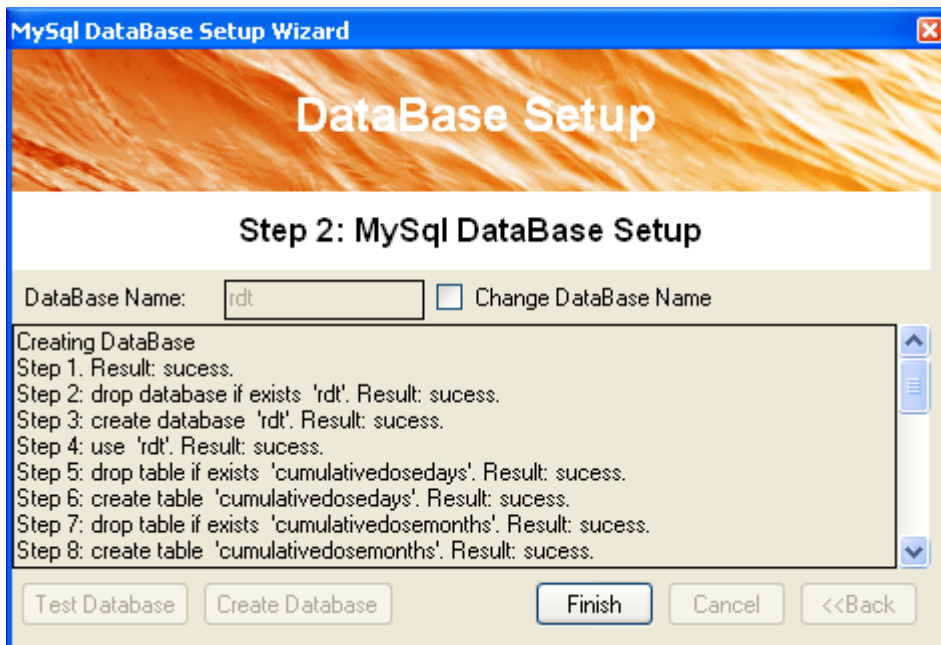 MySql DataBase Setup Wizard
DataBase Setup
Step 2: MySql DataBase Setup
DataBase Name: rdt Change DataBase Name
Creating DataBase
Step 1. Result: sucess.
Step 2: drop database if exists 'rdt'. Result: sucess.
Step 3: create database 'rdt'. Result: sucess.
Step 4: use 'rdt'. Result: sucess.
Step 5: drop table if exists 'cumulativedosedays'. Result: sucess.
Step 6: create table 'cumulativedosedays'. Result: sucess.
Step 7: drop table if exists 'cumulativedosemonths'. Result: sucess.
Step 8: create table 'cumulativedosemonths'. Result: sucess.
Test Database Create Database Finish Cancel <<Back